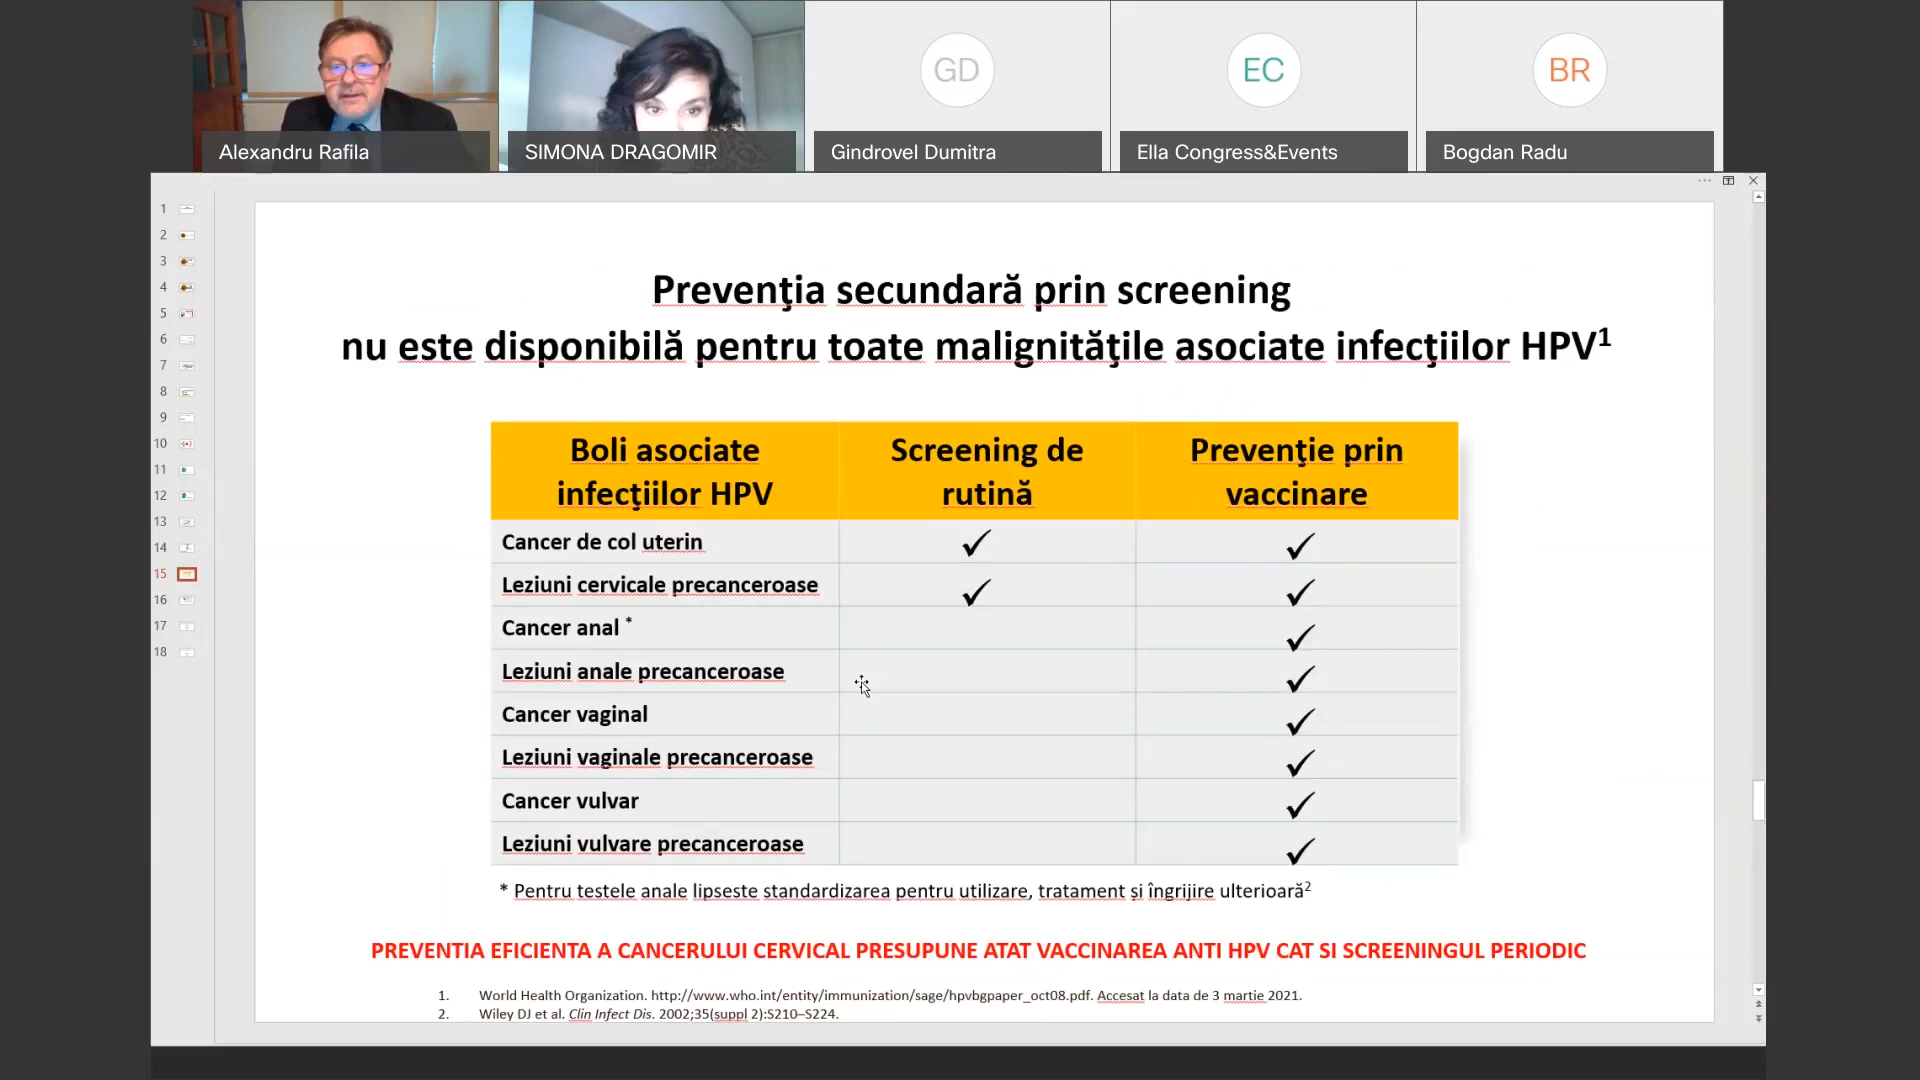 GD
EC
BR
Alexandru Rafila
SIMONA DRAGOMIR
Gindrovel Dumitra
Ella Congress&Events
Bogdan Radu
1
2
3
4
5
6
7
8
9
10
11
12
13
14
15
16
17
18
Prevenţia secundară prin screening
nu este disponibilă pentru toate malignităţile asociate infecţiilor HPV1
Boli asociate
infecţiilor HPV
Screening de
rutină
Prevenţie prin
vaccinare
Cancer de col uterin ✓ ✓
Leziuni cervicale precanceroase ✓ ✓
Cancer anal * ✓
Leziuni anale precanceroase ✓
Cancer vaginal ✓
Leziuni vaginale precanceroase ✓
Cancer vulvar ✓
Leziuni vulvare precanceroase ✓
* Pentru testele anale lipseste standardizarea pentru utilizare, tratament și îngrijire ulterioară2
PREVENTIA EFICIENTA A CANCERULUI CERVICAL PRESUPUNE ATAT VACCINAREA ANTI HPV CAT SI SCREENINGUL PERIODIC
1. World Health Organization. http://www.who.int/entity/immunization/sage/hpvbgpaper_oct08.pdf. Accesat la data de 3 martie 2021.
2. Wiley DJ et al. Clin Infect Dis. 2002;35(suppl 2):S210–S224.